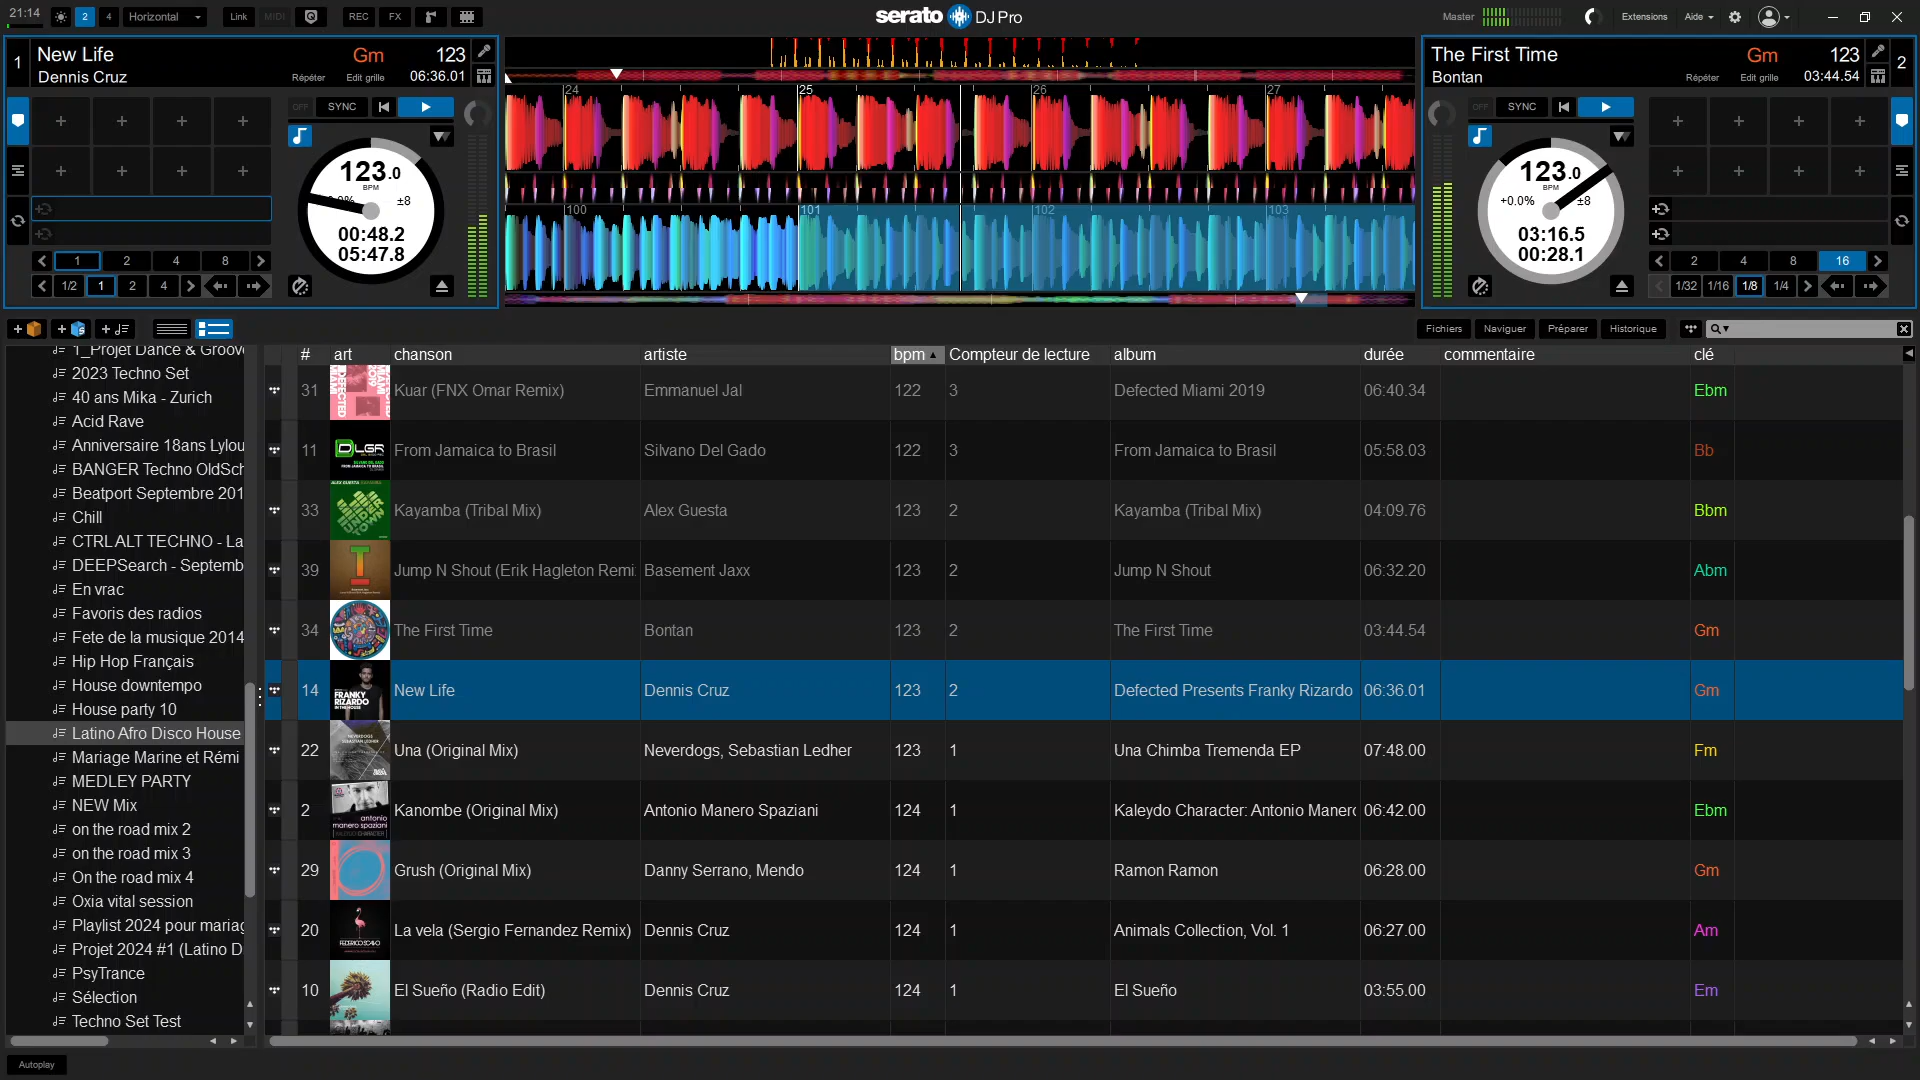 21:14 2 4 Horizontal Link MIDI REC FX serato DJ Pro Master Extensions Aide
1 New Life Gm 123
Dennis Cruz Répéter Edit grille 06:36.01
OFF SYNC
123.0
BPM
±8
00:48.2
05:47.8
1 2 4 8
1/2 1 2 4
24 25 26 27
100 101 102 103
The First Time Gm 123 2
Bontan Répéter Edit grille 03:44.54
OFF SYNC
123.0
BPM
+0.0% ±8
03:16.5
00:28.1
2 4 8 16
1/32 1/16 1/8 1/4
Fichiers Naviguer Préparer Historique
1_Projet Dance & Groov
2023 Techno Set
40 ans Mika - Zurich
Acid Rave
Anniversaire 18ans Lylou
BANGER Techno OldSch
Beatport Septembre 201
Chill
CTRL ALT TECHNO - La
DEEPSearch - Septemb
En vrac
Favoris des radios
Fete de la musique 2014
Hip Hop Français
House downtempo
House party 10
Latino Afro Disco House
Mariage Marine et Rémi
MEDLEY PARTY
NEW Mix
on the road mix 2
on the road mix 3
On the road mix 4
Oxia vital session
Playlist 2024 pour mariag
Projet 2024 #1 (Latino D
PsyTrance
Sélection
Techno Set Test
# art chanson artiste bpm Compteur de lecture album durée commentaire clé
31 Kuar (FNX Omar Remix) Emmanuel Jal 122 3 Defected Miami 2019 06:40.34 Ebm
11 From Jamaica to Brasil Silvano Del Gado 122 3 From Jamaica to Brasil 05:58.03 Bb
33 Kayamba (Tribal Mix) Alex Guesta 123 2 Kayamba (Tribal Mix) 04:09.76 Bbm
39 Jump N Shout (Erik Hagleton Remi Basement Jaxx 123 2 Jump N Shout 06:32.20 Abm
34 The First Time Bontan 123 2 The First Time 03:44.54 Gm
14 New Life Dennis Cruz 123 2 Defected Presents Franky Rizardo 06:36.01 Gm
22 Una (Original Mix) Neverdogs, Sebastian Ledher 123 1 Una Chimba Tremenda EP 07:48.00 Fm
2 Kanombe (Original Mix) Antonio Manero Spaziani 124 1 Kaleydo Character: Antonio Manero 06:42.00 Ebm
29 Grush (Original Mix) Danny Serrano, Mendo 124 1 Ramon Ramon 06:28.00 Gm
20 La vela (Sergio Fernandez Remix) Dennis Cruz 124 1 Animals Collection, Vol. 1 06:27.00 Am
10 El Sueño (Radio Edit) Dennis Cruz 124 1 El Sueño 03:55.00 Em
Autoplay